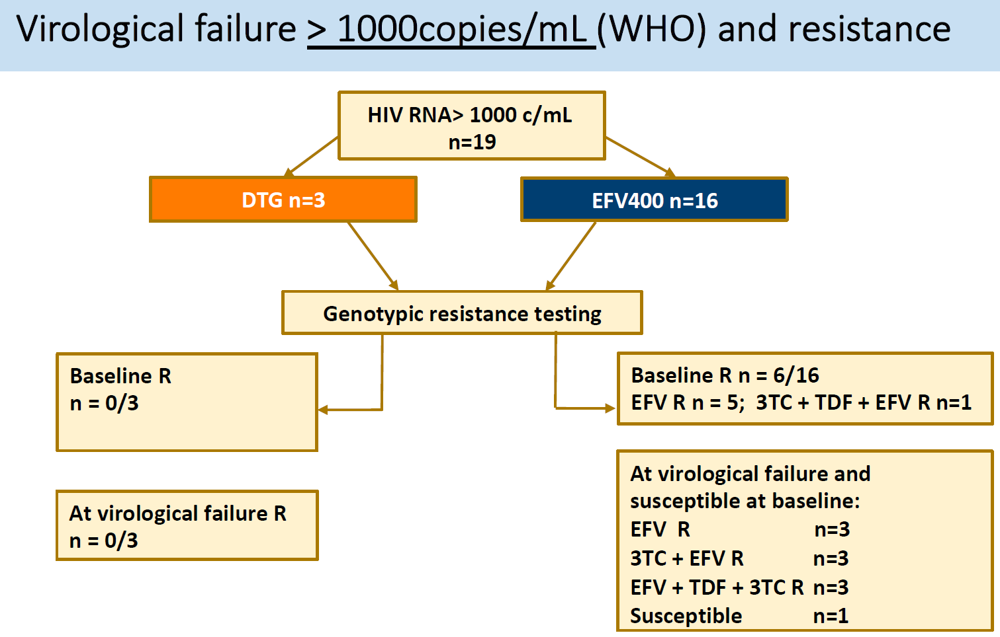 Virological failure > 1000copies/mL (WHO) and resistance
HIV RNA> 1000 c/mL
n=19
DTG n=3
EFV400 n=16
Genotypic resistance testing
Baseline R
n = 0/3
Baseline R n = 6/16
EFV R n = 5; 3TC + TDF + EFV R n=1
At virological failure R
n = 0/3
At virological failure and
susceptible at baseline:
EFV R n=3
3TC + EFV R n=3
EFV + TDF + 3TC R n=3
Susceptible n=1